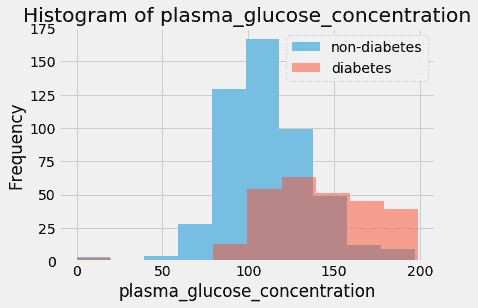 Histogram of plasma_glucose_concentration
non-diabetes
diabetes
175
150
125
100
75
50
25
0
Frequency
0 50 100 150 200
plasma_glucose_concentration